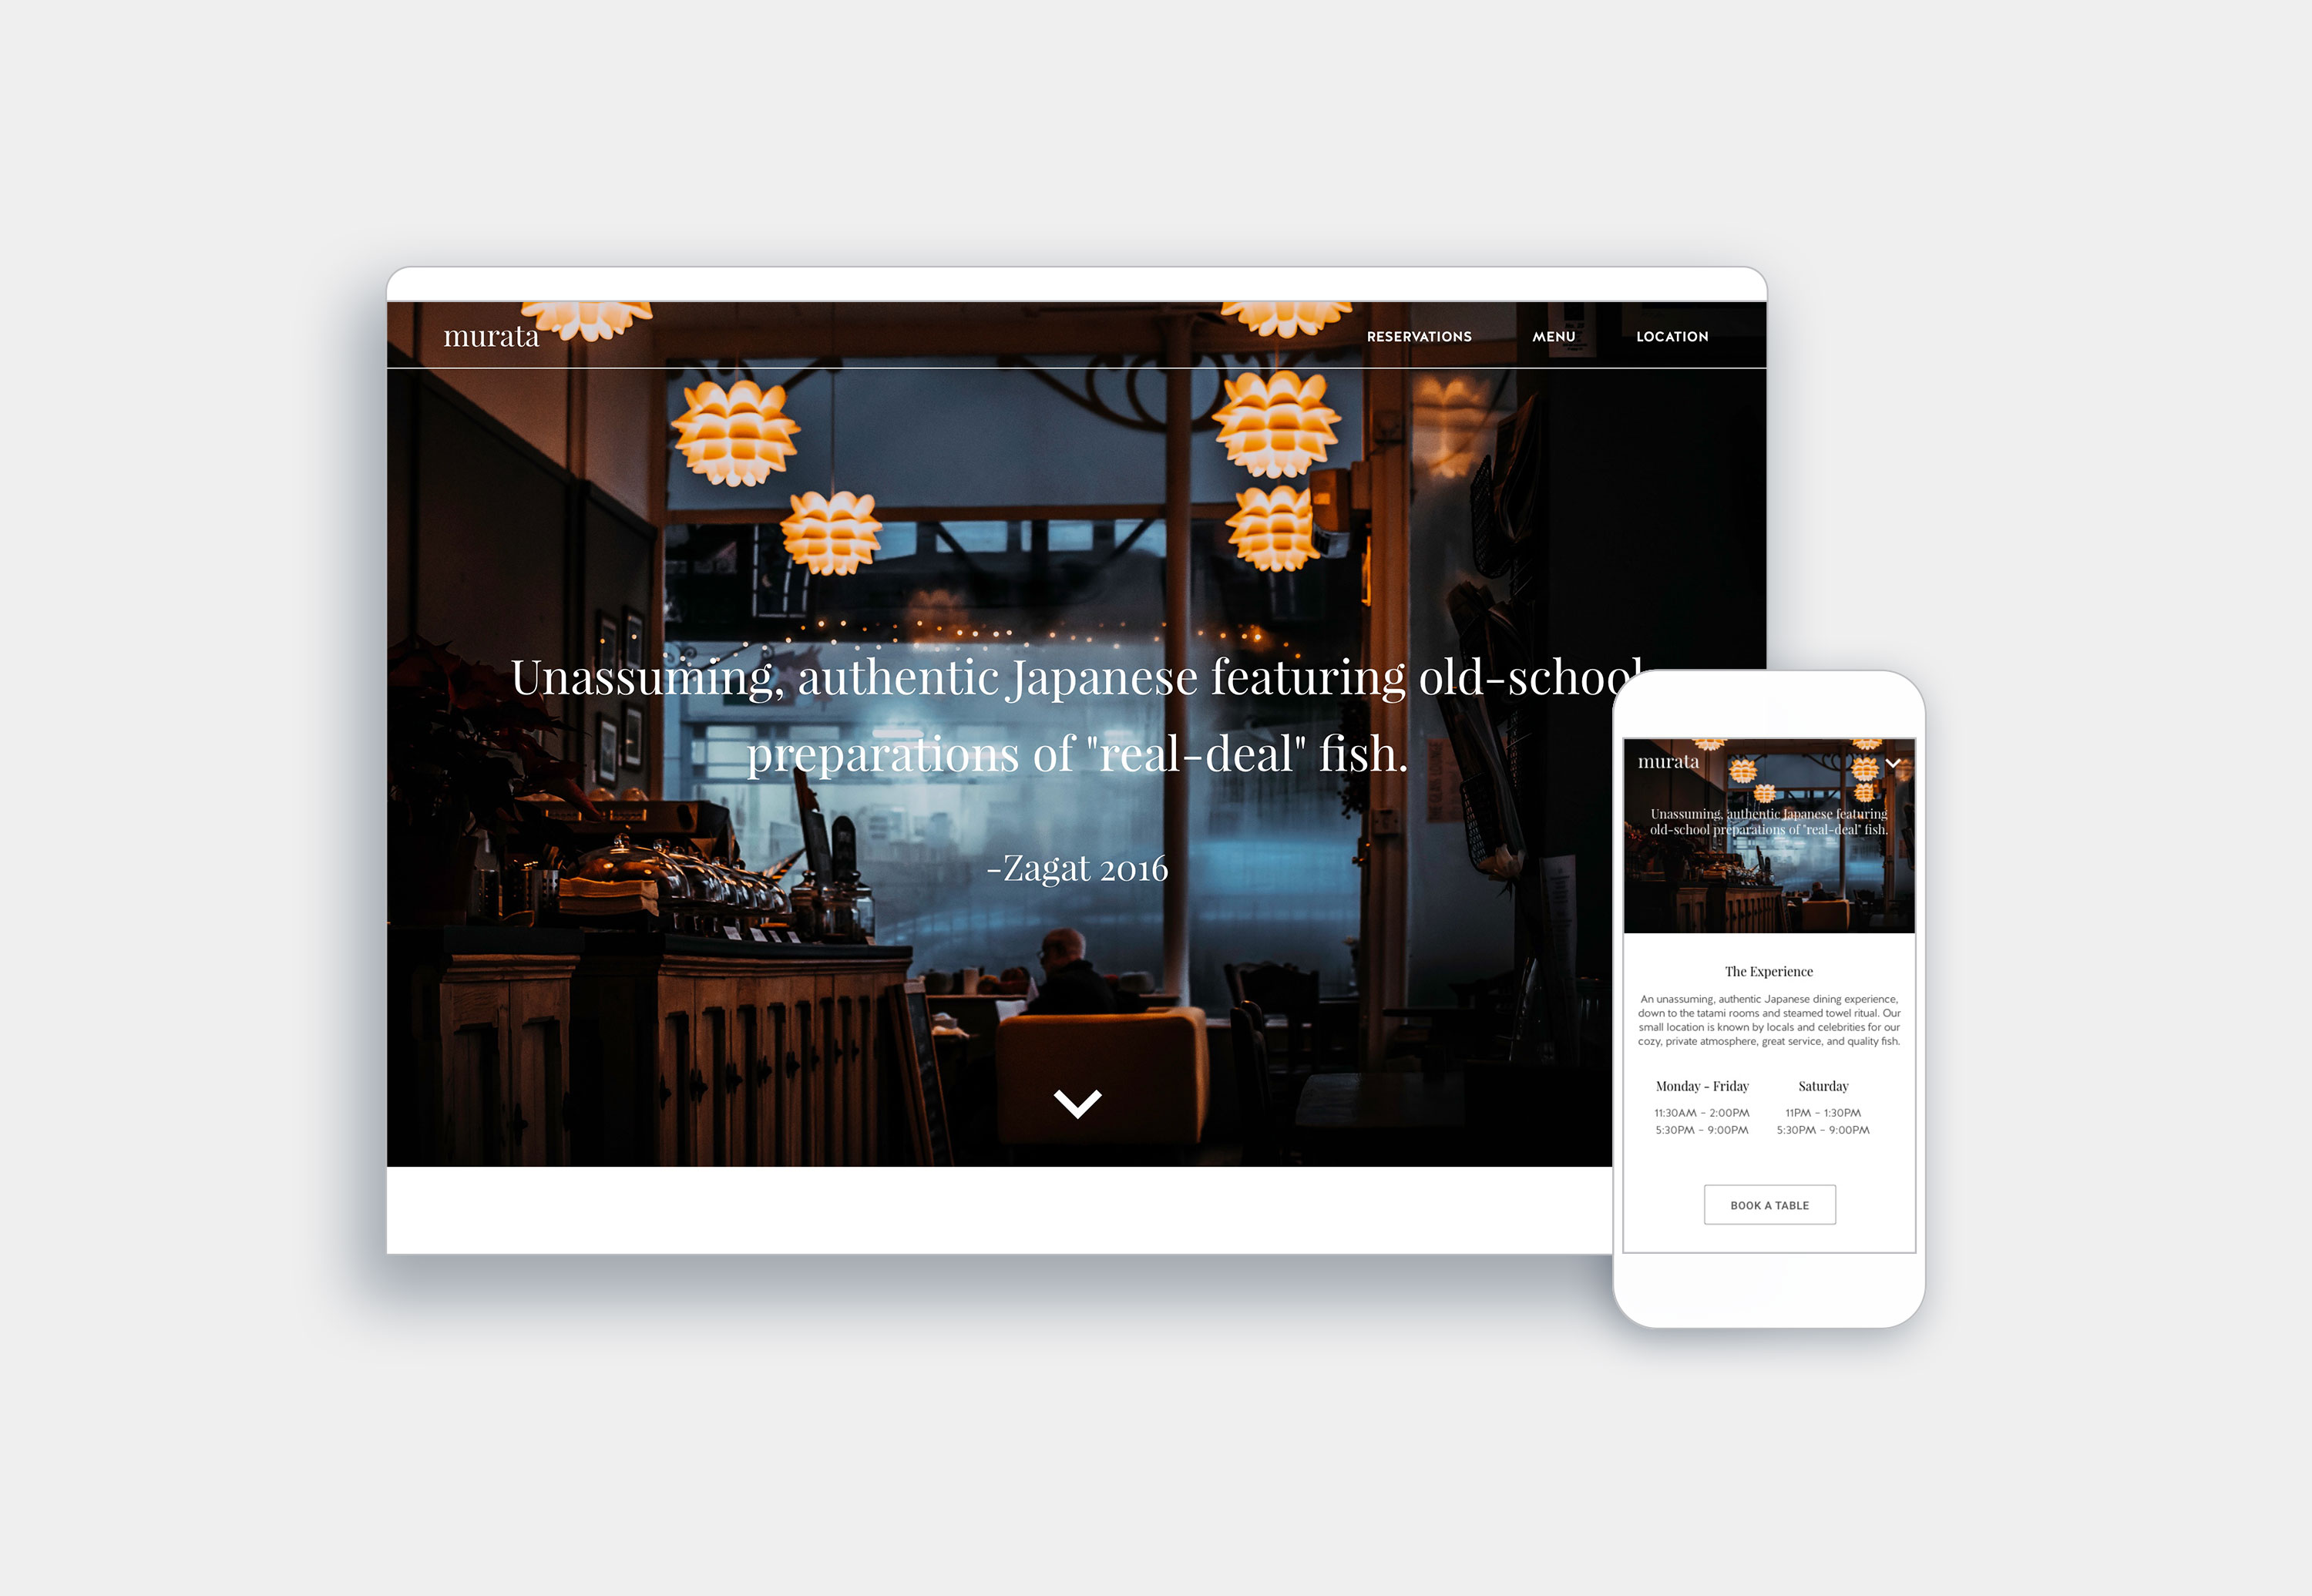 murata
RESERVATIONS MENU LOCATION
Unassuming, authentic Japanese featuring old-school
preparations of "real-deal" fish.
-Zagat 2016
murata
Unassuming, authentic Japanese featuring
old-school preparations of "real-deal" fish.
The Experience
An unassuming, authentic Japanese dining experience,
down to the tatami rooms and steamed towel ritual. Our
small location is known by locals and celebrities for our
cozy, private atmosphere, great service, and quality fish.
Monday - Friday
11:30AM - 2:00PM
5:30PM - 9:00PM
Saturday
11PM - 1:30PM
5:30PM - 9:00PM
BOOK A TABLE